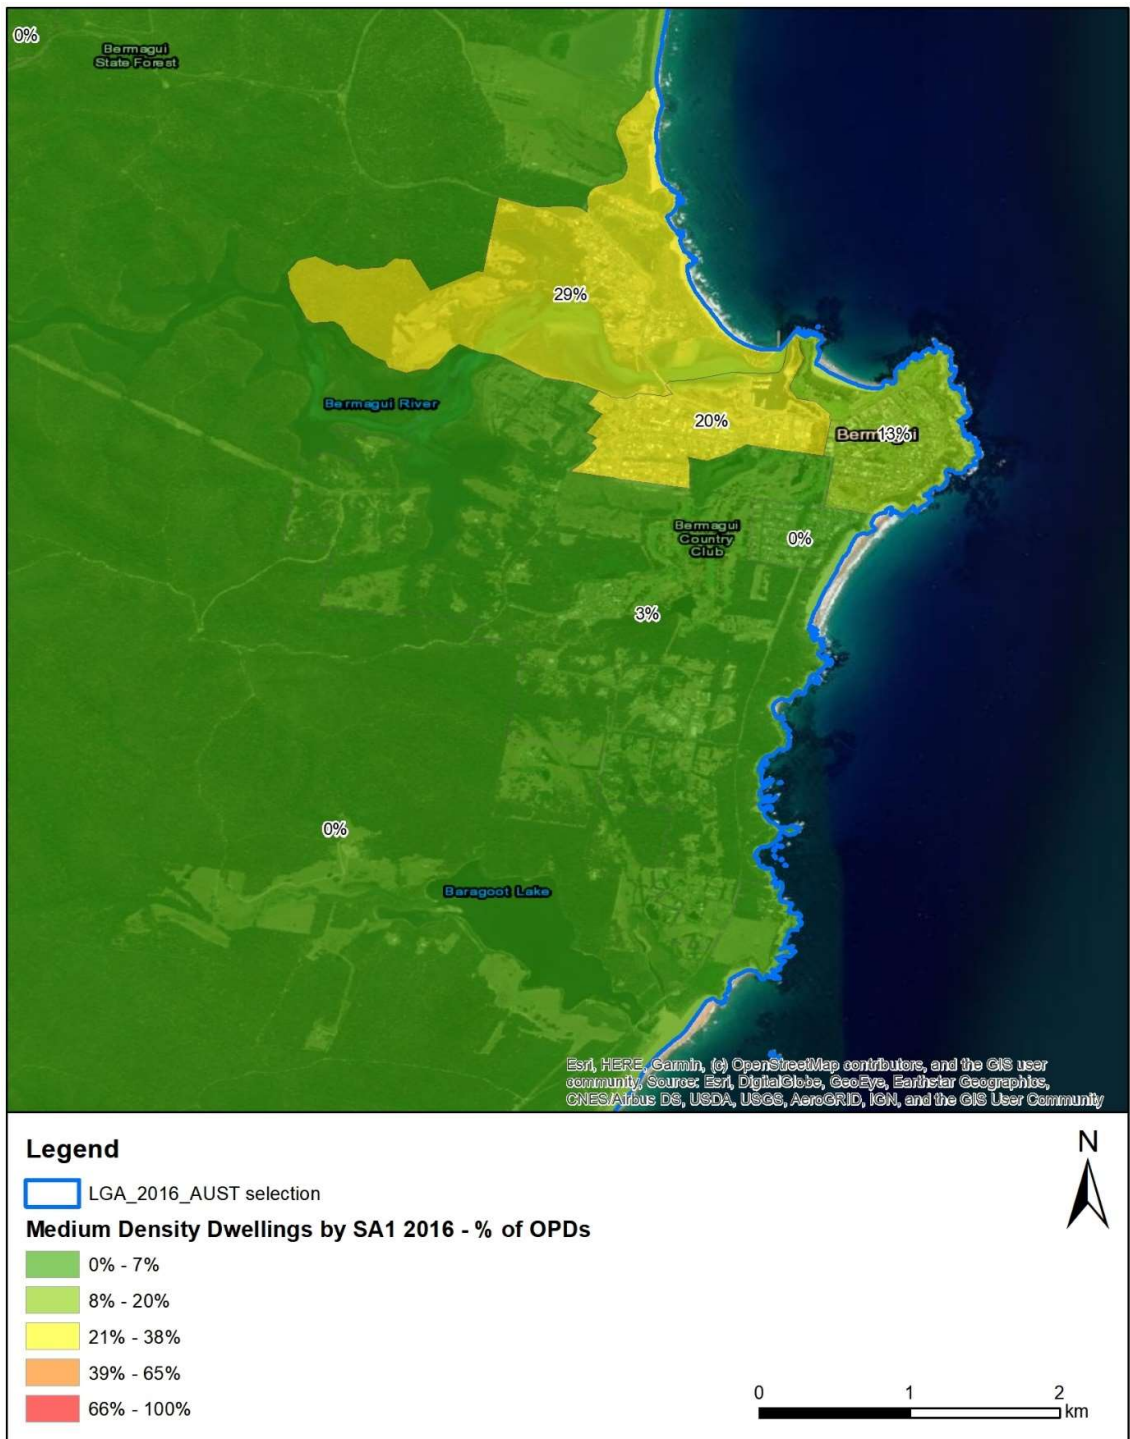 0%
Bermagui
State Forest
29%
Bermagui River
20%
Bermagui
13%
Bermagui
Country
Club
0%
3%
0%
Baragoot Lake
Esri, HERE, Garmin, (c) OpenStreetMap contributors, and the GIS user
community, Source: Esri, DigitalGlobe, GeoEye, Earthstar Geographics,
CNES/Airbus DS, USDA, USGS, AeroGRID, IGN, and the GIS User Community
Legend
LGA_2016_AUST selection
Medium Density Dwellings by SA1 2016 - % of OPDs
0% - 7%
8% - 20%
21% - 38%
39% - 65%
66% - 100%
N
0 1 2
km